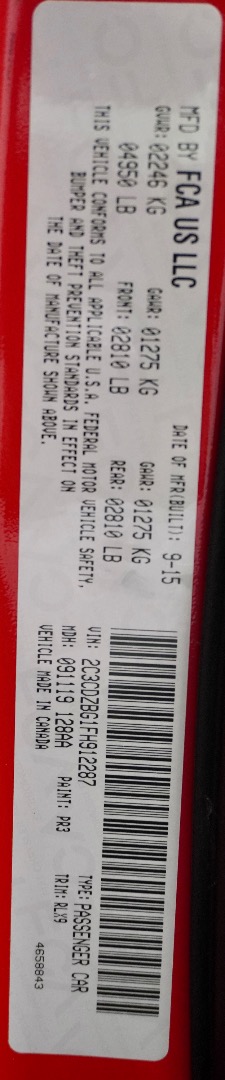 MFD BY FCA US LLC DATE OF MFR(BUILT): 9-15
GVWR: 02246 KG GAWR: 01275 KG GAWR: 01275 KG
04950 LB FRONT: 02810 LB REAR: 02810 LB
THIS VEHICLE CONFORMS TO ALL APPLICABLE U.S.A. FEDERAL MOTOR VEHICLE SAFETY,
BUMPER AND THEFT PREVENTION STANDARDS IN EFFECT ON
THE DATE OF MANUFACTURE SHOWN ABOVE.
VIN: 2C3CDZBG1FH912287 TYPE: PASSENGER CAR
MDH: 091119 128AA PAINT: PR3 TRIM: RLX9
VEHICLE MADE IN CANADA
4658843